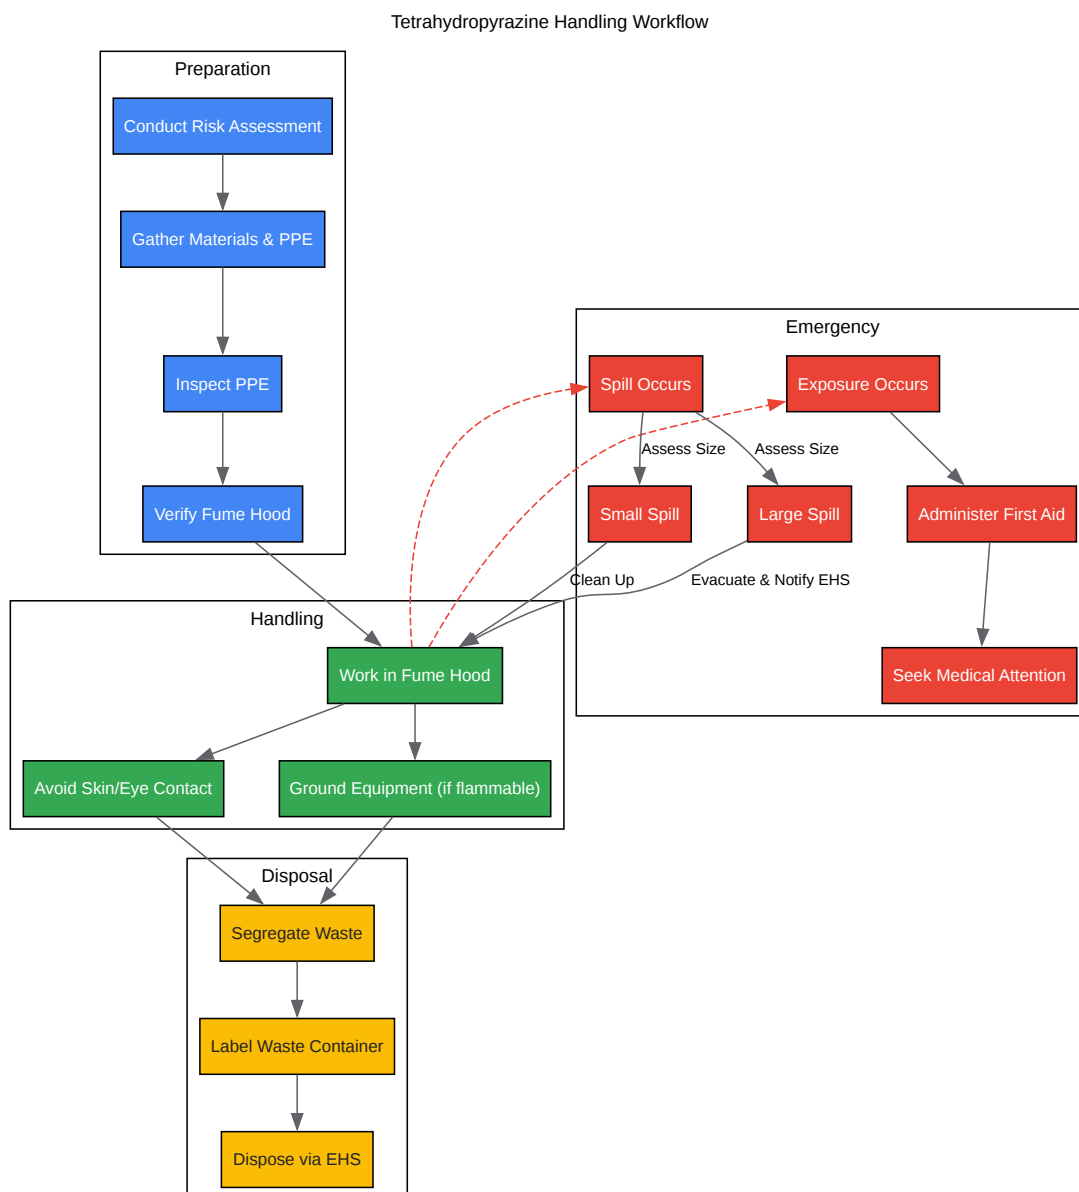 Tetrahydropyrazine Handling Workflow
Preparation
Conduct Risk Assessment
Gather Materials & PPE
Inspect PPE
Verify Fume Hood
Emergency
Spill Occurs
Exposure Occurs
Assess Size
Assess Size
Small Spill
Large Spill
Administer First Aid
Clean Up
Evacuate & Notify EHS
Seek Medical Attention
Handling
Work in Fume Hood
Avoid Skin/Eye Contact
Ground Equipment (if flammable)
Disposal
Segregate Waste
Label Waste Container
Dispose via EHS